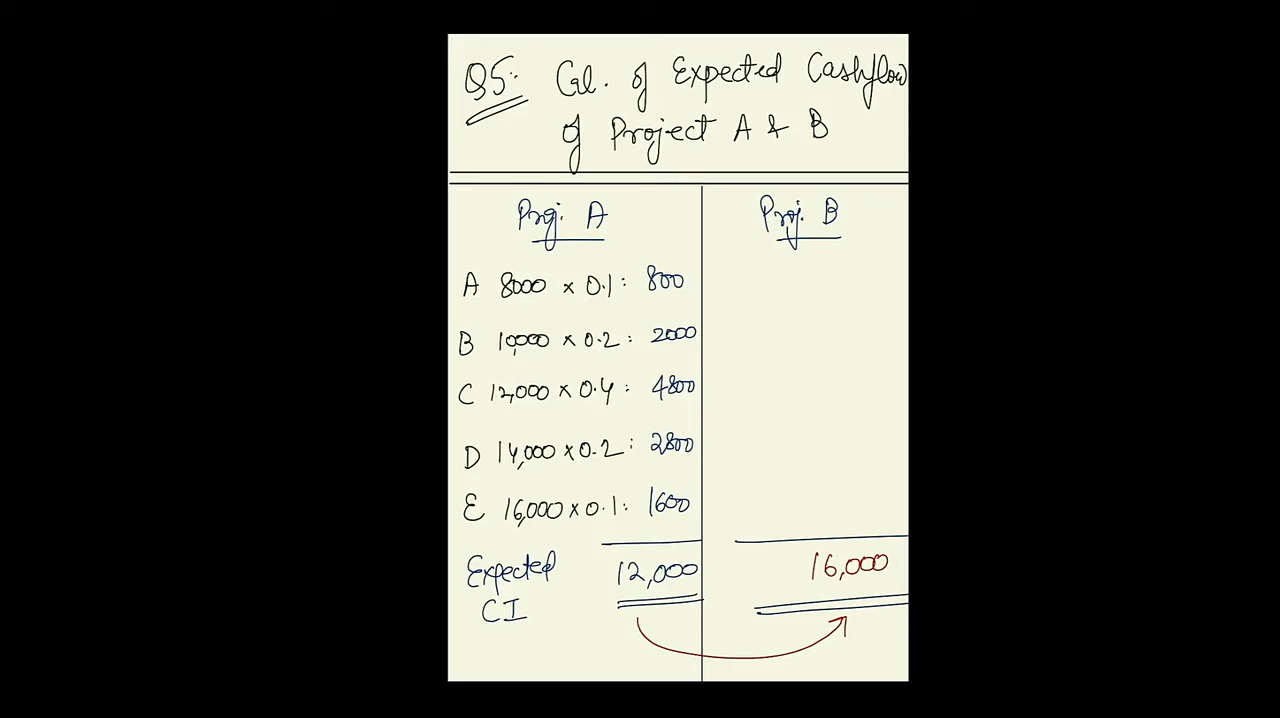 Q5:- Cal. of Expected Cashflow
of Project A & B
Proj. A
Proj. B
A 8000 x 0.1 : 800
B 10,000 x 0.2 : 2000
C 12,000 x 0.4 : 4800
D 14,000 x 0.2 : 2800
E 16,000 x 0.1 : 1600
Expected 12,000 16,000
CI